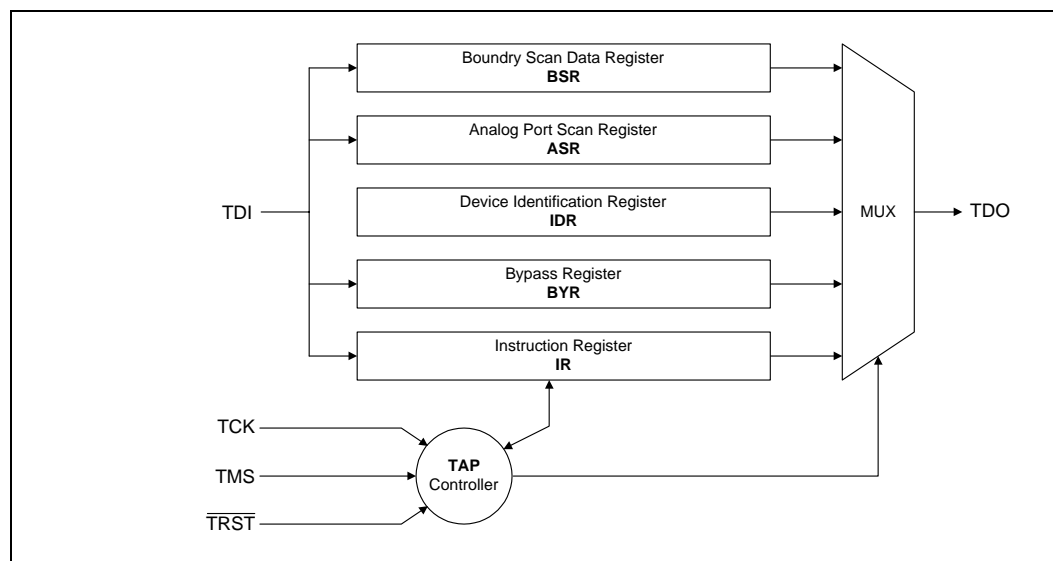 Boundry Scan Data Register
BSR
Analog Port Scan Register
ASR
TDI
Device Identification Register
IDR
MUX
TDO
Bypass Register
BYR
Instruction Register
IR
TCK
TMS
TRST
TAP
Controller